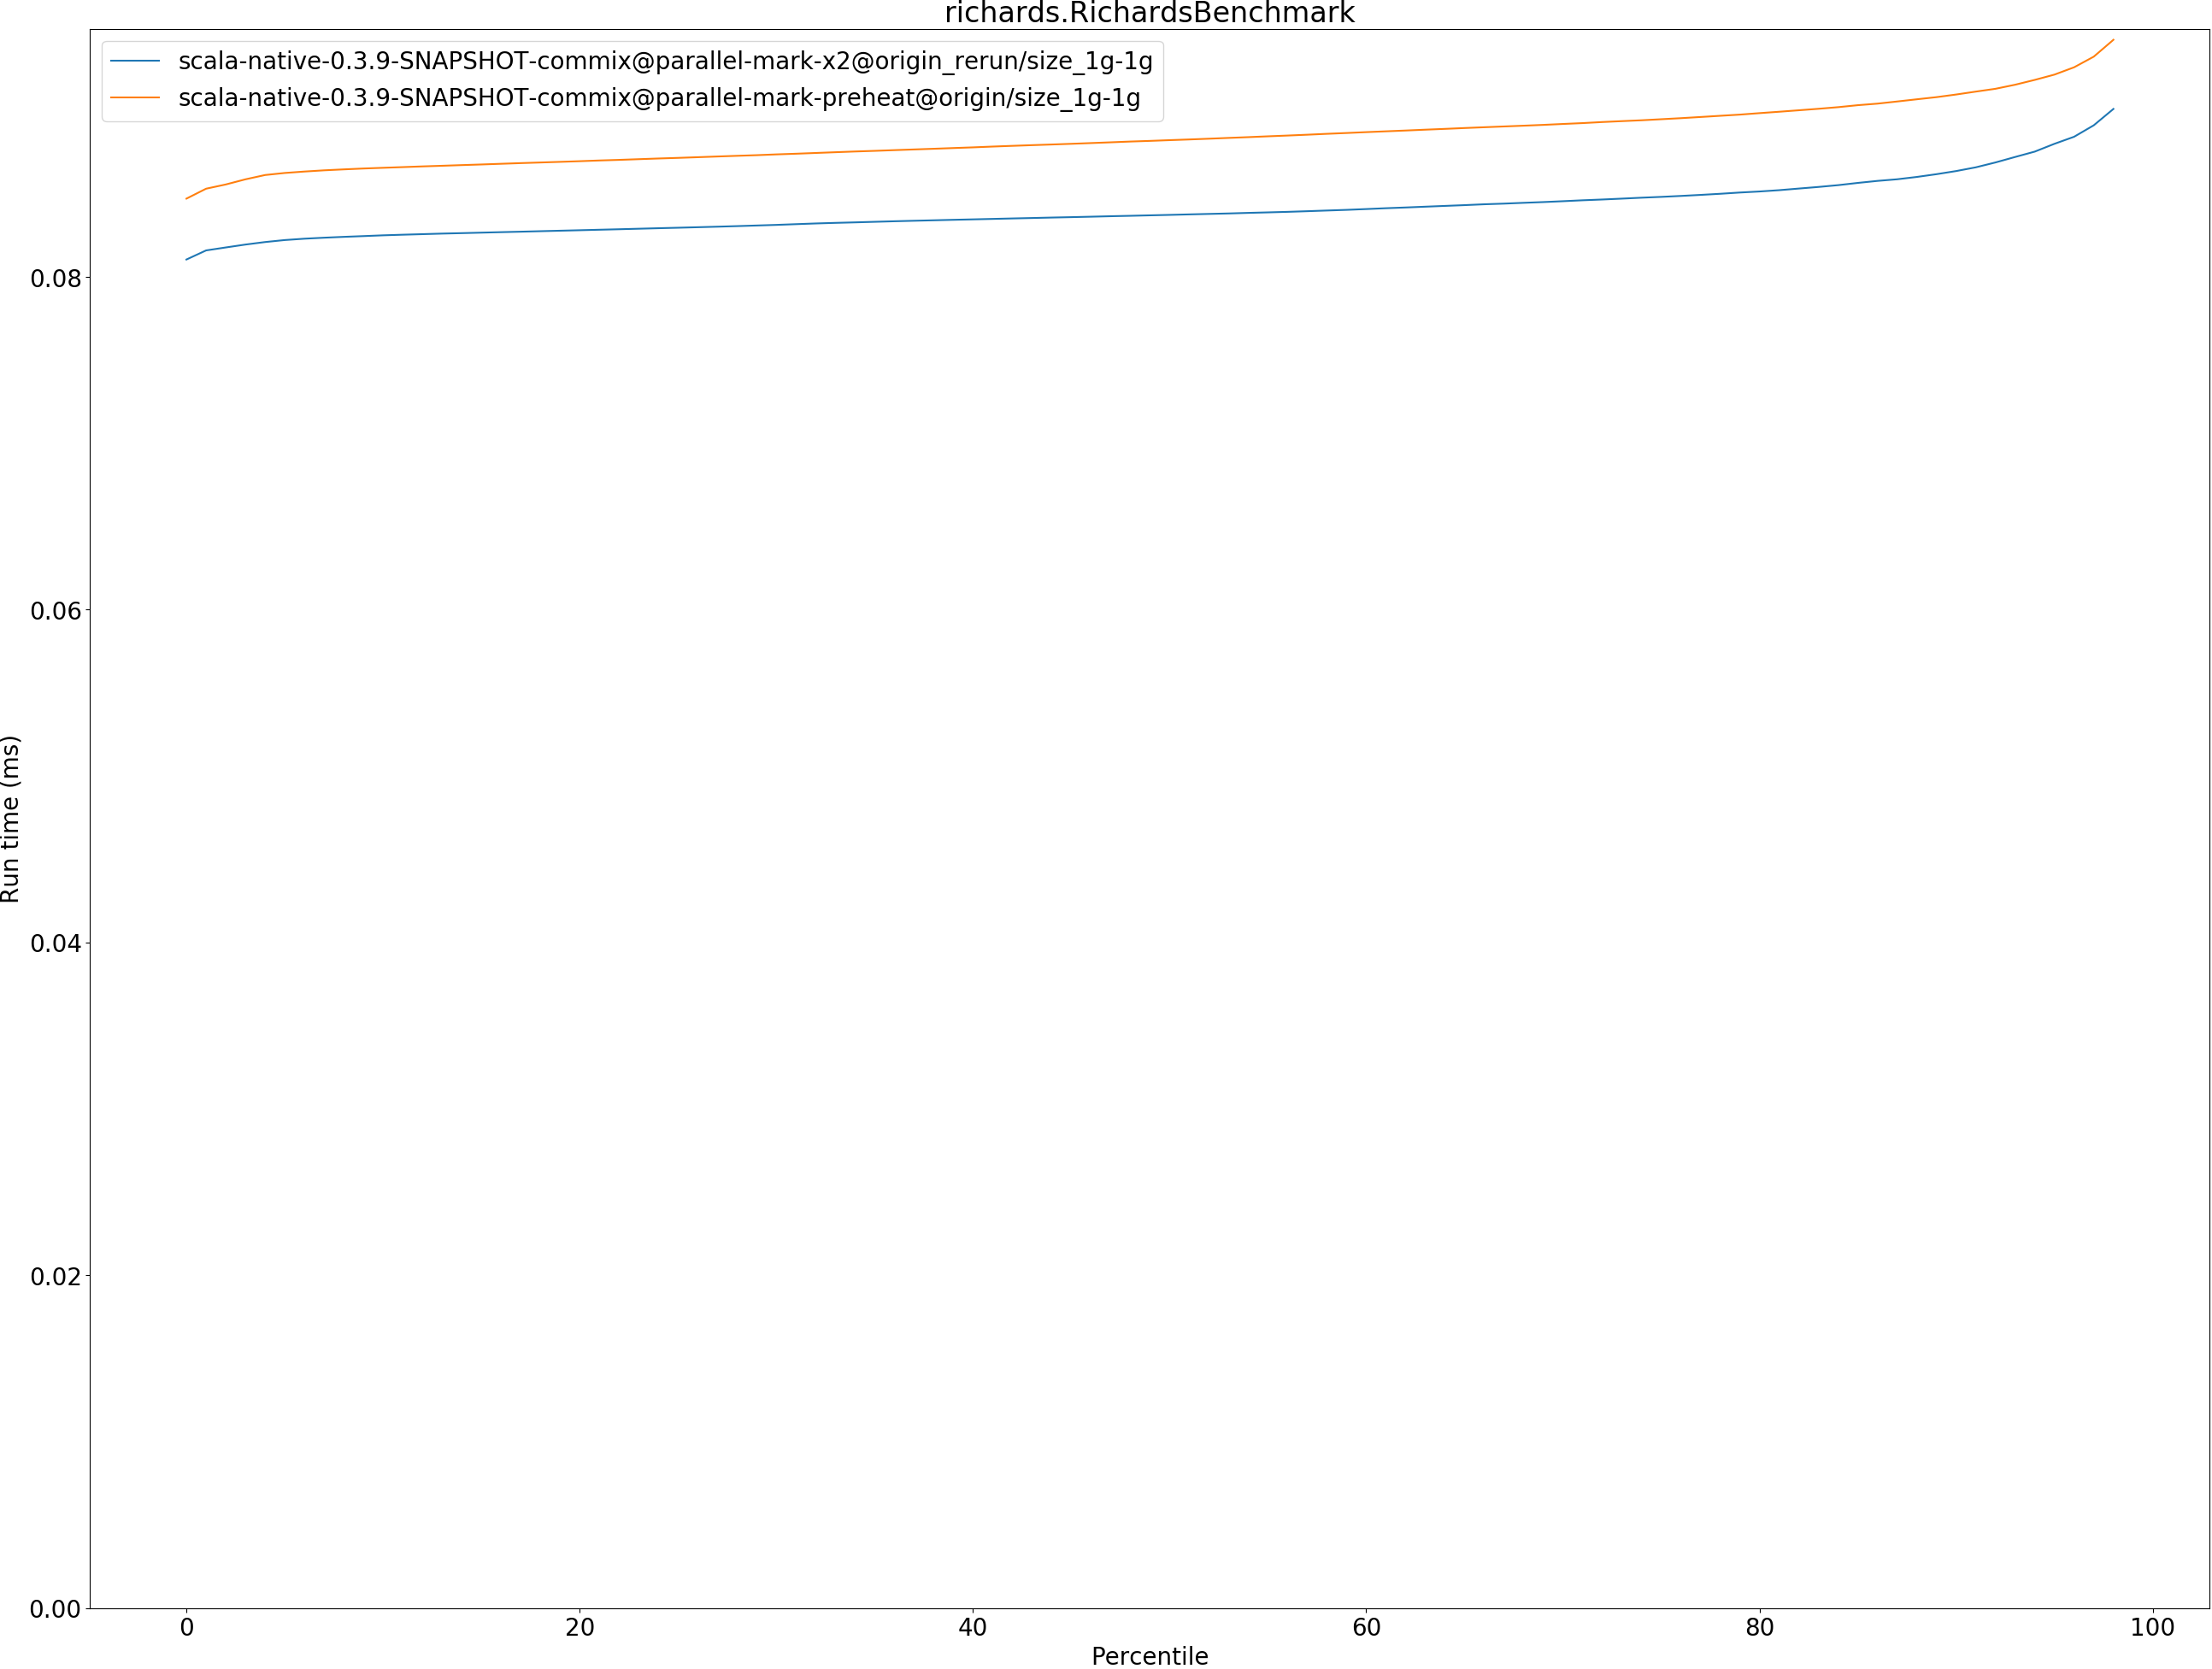 richards.RichardsBenchmark
scala-native-0.3.9-SNAPSHOT-commix@parallel-mark-x2@origin_rerun/size_1g-1g
scala-native-0.3.9-SNAPSHOT-commix@parallel-mark-preheat@origin/size_1g-1g
0.08
0.06
0.04
0.02
0.00
Run time (ms)
0 20 40 60 80 100
Percentile